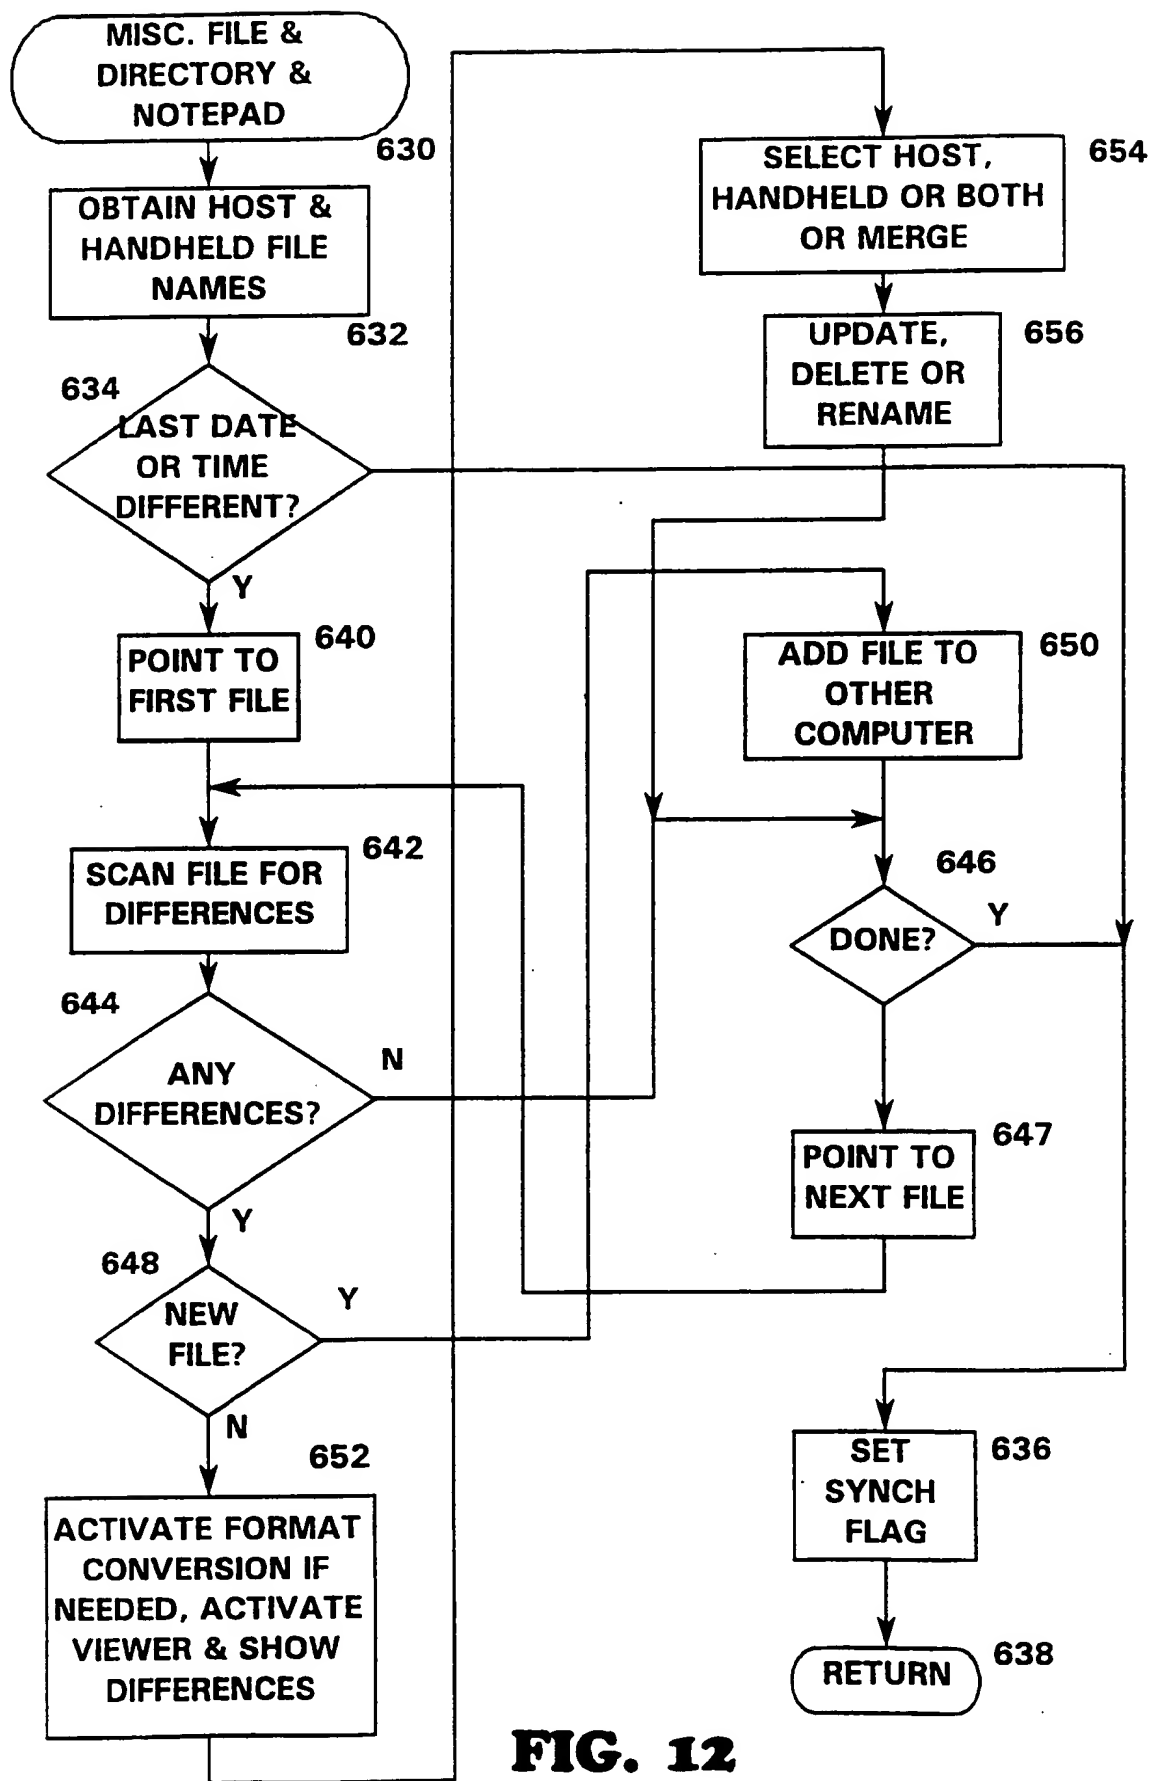 MISC. FILE &
DIRECTORY &
NOTEPAD
630
OBTAIN HOST &
HANDHELD FILE
NAMES
632
634
LAST DATE
OR TIME
DIFFERENT?
Y
640
POINT TO
FIRST FILE
642
SCAN FILE FOR
DIFFERENCES
644
ANY
DIFFERENCES?
N
Y
648
NEW
FILE?
Y
N
652
ACTIVATE FORMAT
CONVERSION IF
NEEDED, ACTIVATE
VIEWER & SHOW
DIFFERENCES
654
SELECT HOST,
HANDHELD OR BOTH
OR MERGE
656
UPDATE,
DELETE OR
RENAME
650
ADD FILE TO
OTHER
COMPUTER
646
DONE?
Y
647
POINT TO
NEXT FILE
636
SET
SYNCH
FLAG
638
RETURN
FIG. 12